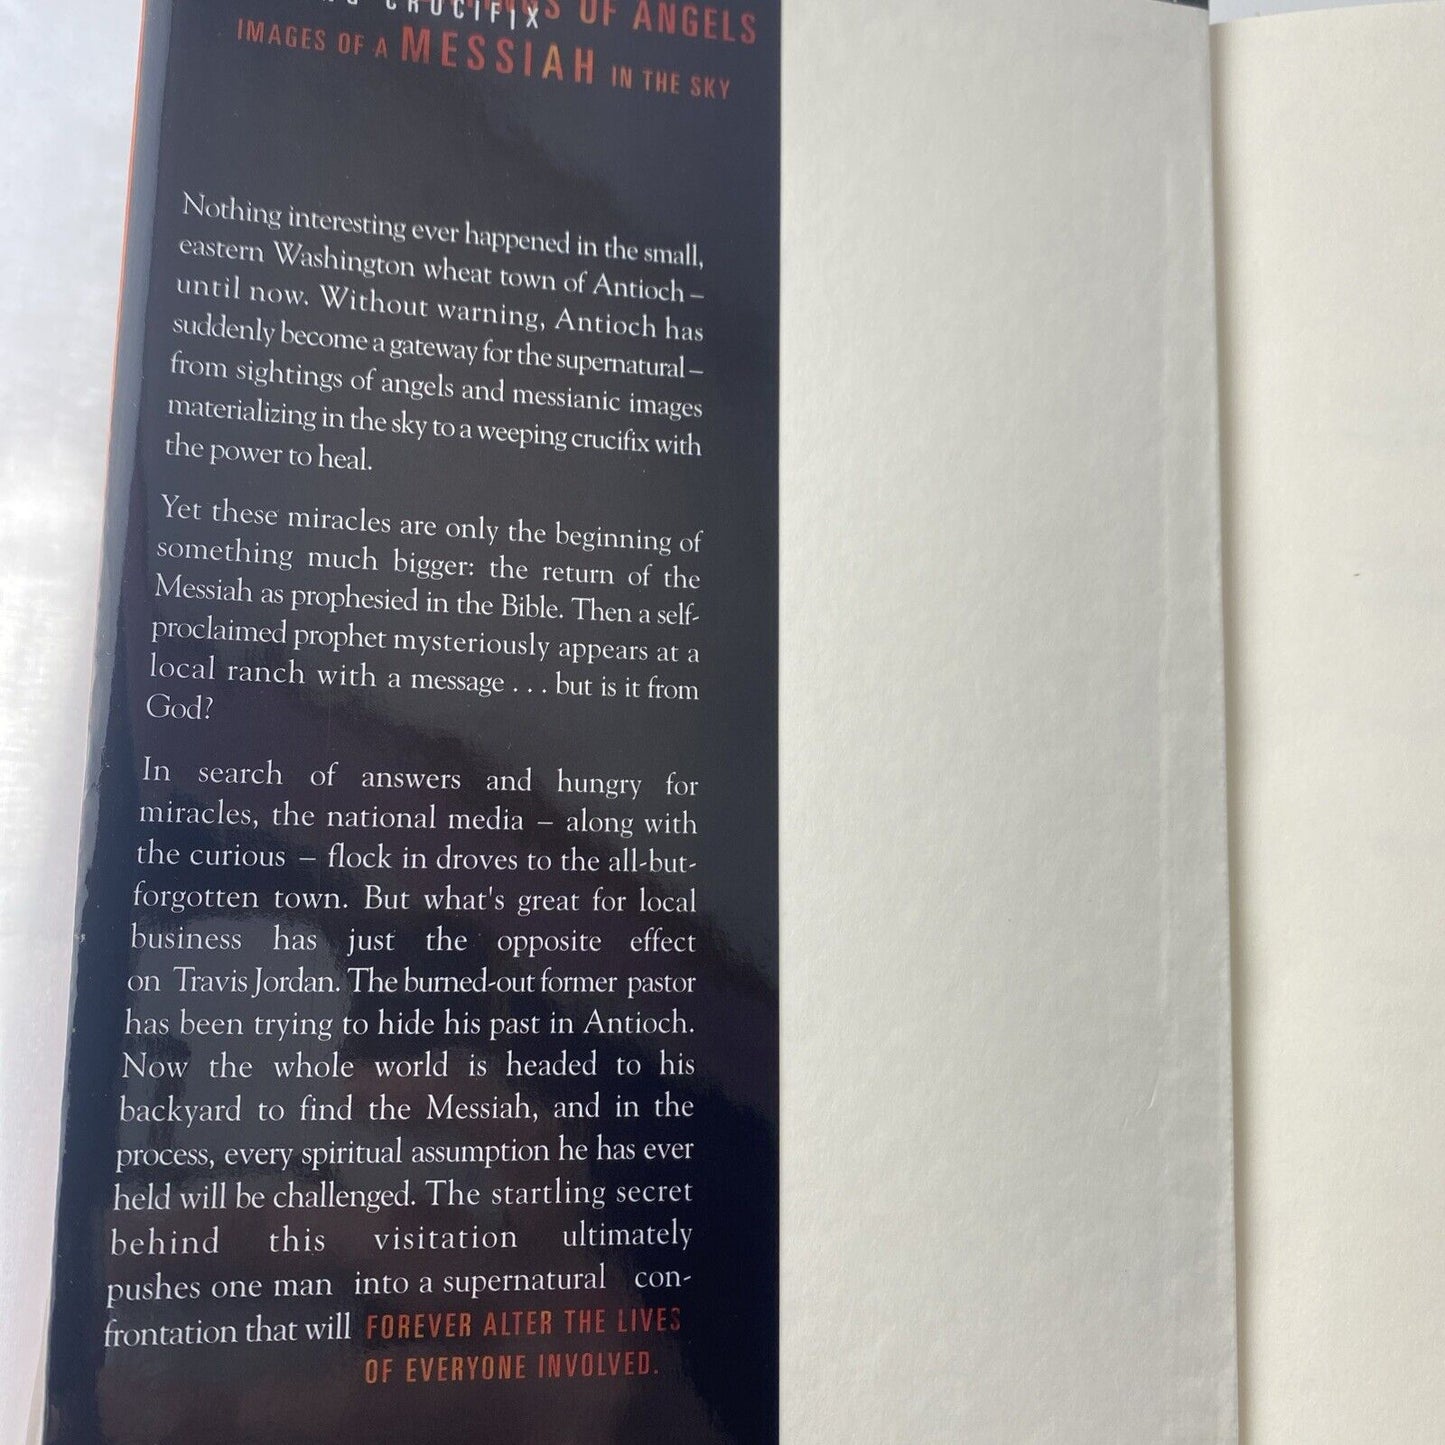 CRUCIFIX OF ANGELS
IMAGES OF A MESSIAH IN THE SKY
Nothing interesting ever happened in the small,
eastern Washington wheat town of Antioch –
until now. Without warning, Antioch has
suddenly become a gateway for the supernatural –
from sightings of angels and messianic images
materializing in the sky to a weeping crucifix with
the power to heal.
Yet these miracles are only the beginning of
something much bigger: the return of the
Messiah as prophesied in the Bible. Then a self-
proclaimed prophet mysteriously appears at a
local ranch with a message . . . but is it from
God?
In search of answers and hungry for
miracles, the national media – along with
the curious – flock in droves to the all-but-
forgotten town. But what's great for local
business has just the opposite effect
on Travis Jordan. The burned-out former pastor
has been trying to hide his past in Antioch.
Now the whole world is headed to his
backyard to find the Messiah, and in the
process, every spiritual assumption he has ever
held will be challenged. The startling secret
behind this visitation ultimately
pushes one man into a supernatural con-
frontation that will FOREVER ALTER THE LIVES
OF EVERYONE INVOLVED.